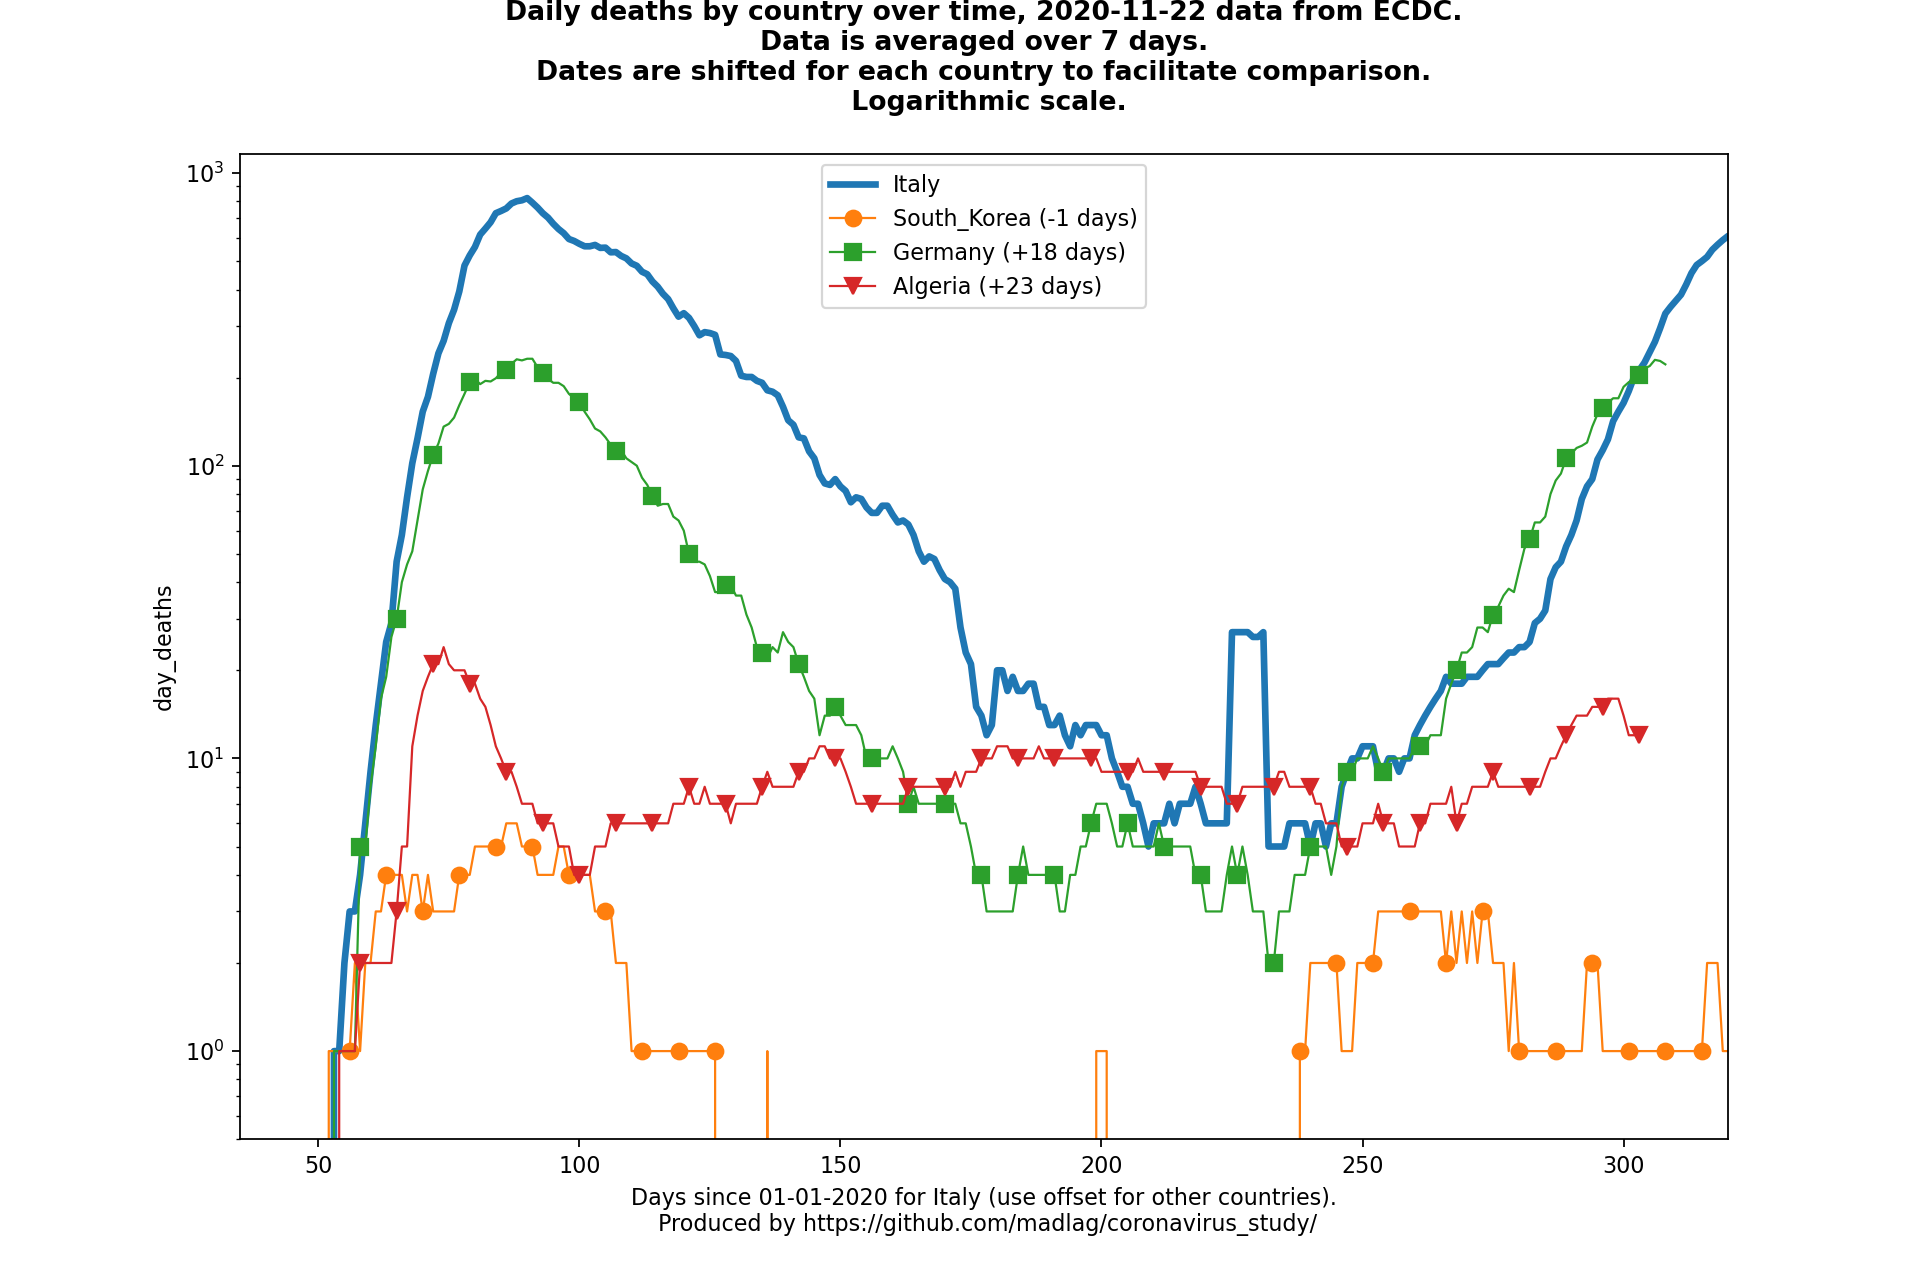 Daily deaths by country over time, 2020-11-22 data from ECDC.
Data is averaged over 7 days.
Dates are shifted for each country to facilitate comparison.
Logarithmic scale.
10³
10²
10¹
10⁰
day_deaths
Italy
South_Korea (-1 days)
Germany (+18 days)
Algeria (+23 days)
50 100 150 200 250 300
Days since 01-01-2020 for Italy (use offset for other countries).
Produced by https://github.com/madlag/coronavirus_study/